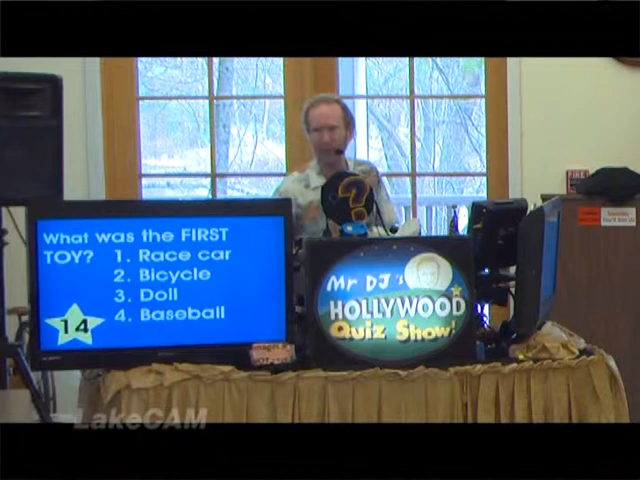 What was the FIRST
TOY? 1. Race car
2. Bicycle
3. Doll
4. Baseball
14
?
Mr DJ's
HOLLYWOOD
Quiz Show!
FIRE
LakeCAM